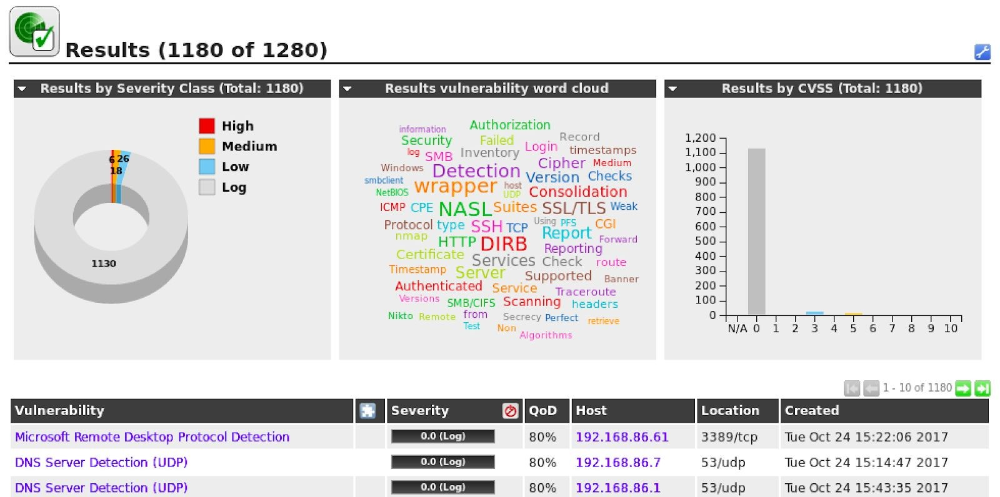 Results (1180 of 1280)
Results by Severity Class (Total: 1180)
High
Medium
Low
Log
6 26
18
1130
Results vulnerability word cloud
information Authorization
Security Failed Record
log SMB Inventory Login timestamps
Windows Detection Cipher Medium
smbclient wrapper Version Checks
NetBIOS host UDP Consolidation
ICMP CPE NASL Suites SSL/TLS Weak
Protocol type SSH TCP Using PFS CGI
nmap HTTP DIRB Report Forward
Certificate Services Check Reporting route
Timestamp Server Supported Banner
Authenticated Service Traceroute
Versions SMB/CIFS Scanning headers
Nikto Remote from Secrecy Perfect retrieve
Test Non
Algorithms
Results by CVSS (Total: 1180)
1,200
1,100
1,000
900
800
700
600
500
400
300
200
100
0
N/A 0 1 2 3 4 5 6 7 8 9 10
1 - 10 of 1180
Vulnerability Severity QoD Host Location Created
Microsoft Remote Desktop Protocol Detection 0.0 (Log) 80% 192.168.86.61 3389/tcp Tue Oct 24 15:22:06 2017
DNS Server Detection (UDP) 0.0 (Log) 80% 192.168.86.7 53/udp Tue Oct 24 15:14:47 2017
DNS Server Detection (UDP) 0.0 (Log) 80% 192.168.86.1 53/udp Tue Oct 24 15:43:35 2017